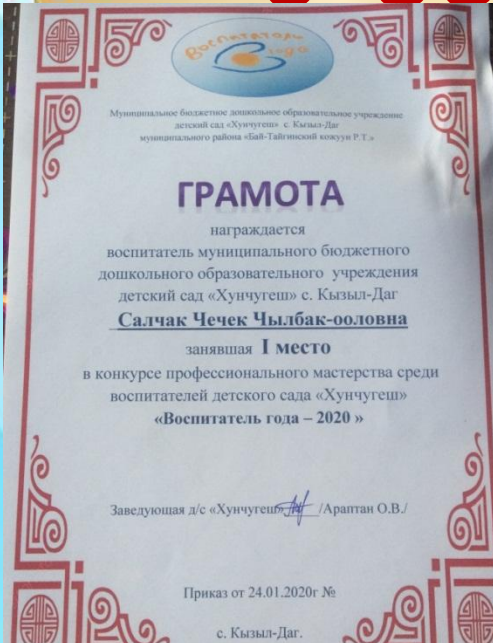 Воспитатель года
Муниципальное бюджетное дошкольное образовательное учреждение
детский сад «Хунчугеш» с. Кызыл-Даг
муниципального района «Бай-Тайгинский кожуун Р.Т.»
ГРАМОТА
награждается
воспитатель муниципального бюджетного
дошкольного образовательного учреждения
детский сад «Хунчугеш» с. Кызыл-Даг
Салчак Чечек Чылбак-ооловна
занявшая I место
в конкурсе профессионального мастерства среди
воспитателей детского сада «Хунчугеш»
«Воспитатель года – 2020 »
Заведующая д/с «Хунчугеш» /Араптан О.В./
Приказ от 24.01.2020г №
с. Кызыл-Даг.